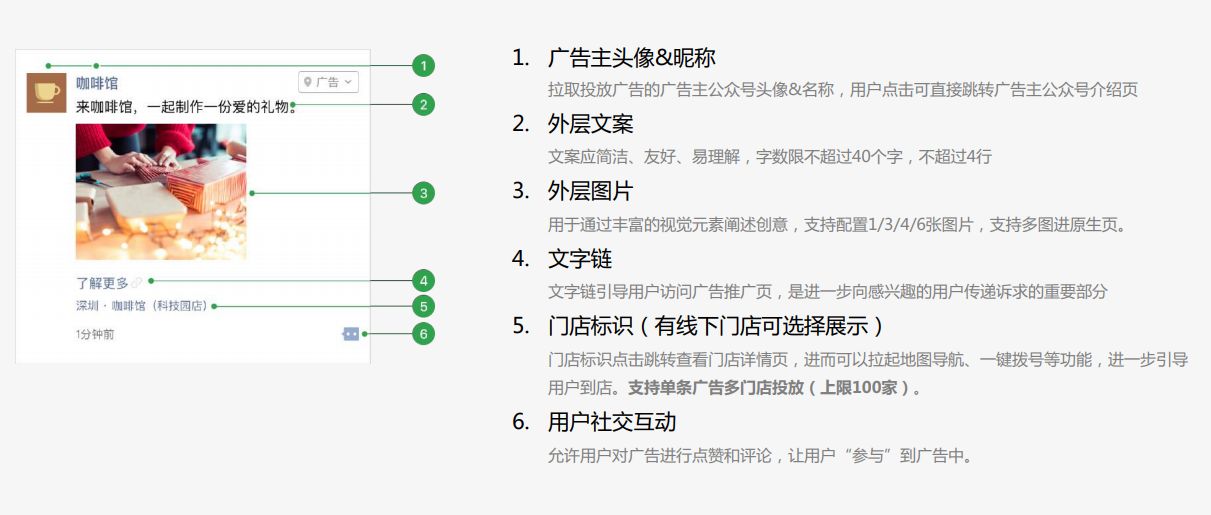 咖啡馆
广告
来咖啡馆，一起制作一份爱的礼物。
了解更多
深圳·咖啡馆（科技园店）
1分钟前
1
2
3
4
5
6
1. 广告主头像&昵称
拉取投放广告的广告主公众号头像&名称，用户点击可直接跳转广告主公众号介绍页
2. 外层文案
文案应简洁、友好、易理解，字数限不超过40个字，不超过4行
3. 外层图片
用于通过丰富的视觉元素阐述创意，支持配置1/3/4/6张图片，支持多图进原生页。
4. 文字链
文字链引导用户访问广告推广页，是进一步向感兴趣的用户传递诉求的重要部分
5. 门店标识（有线下门店可选择展示）
门店标识点击跳转查看门店详情页，进而可以拉起地图导航、一键拨号等功能，进一步引导
用户到店。支持单条广告多门店投放（上限100家）。
6. 用户社交互动
允许用户对广告进行点赞和评论，让用户“参与”到广告中。